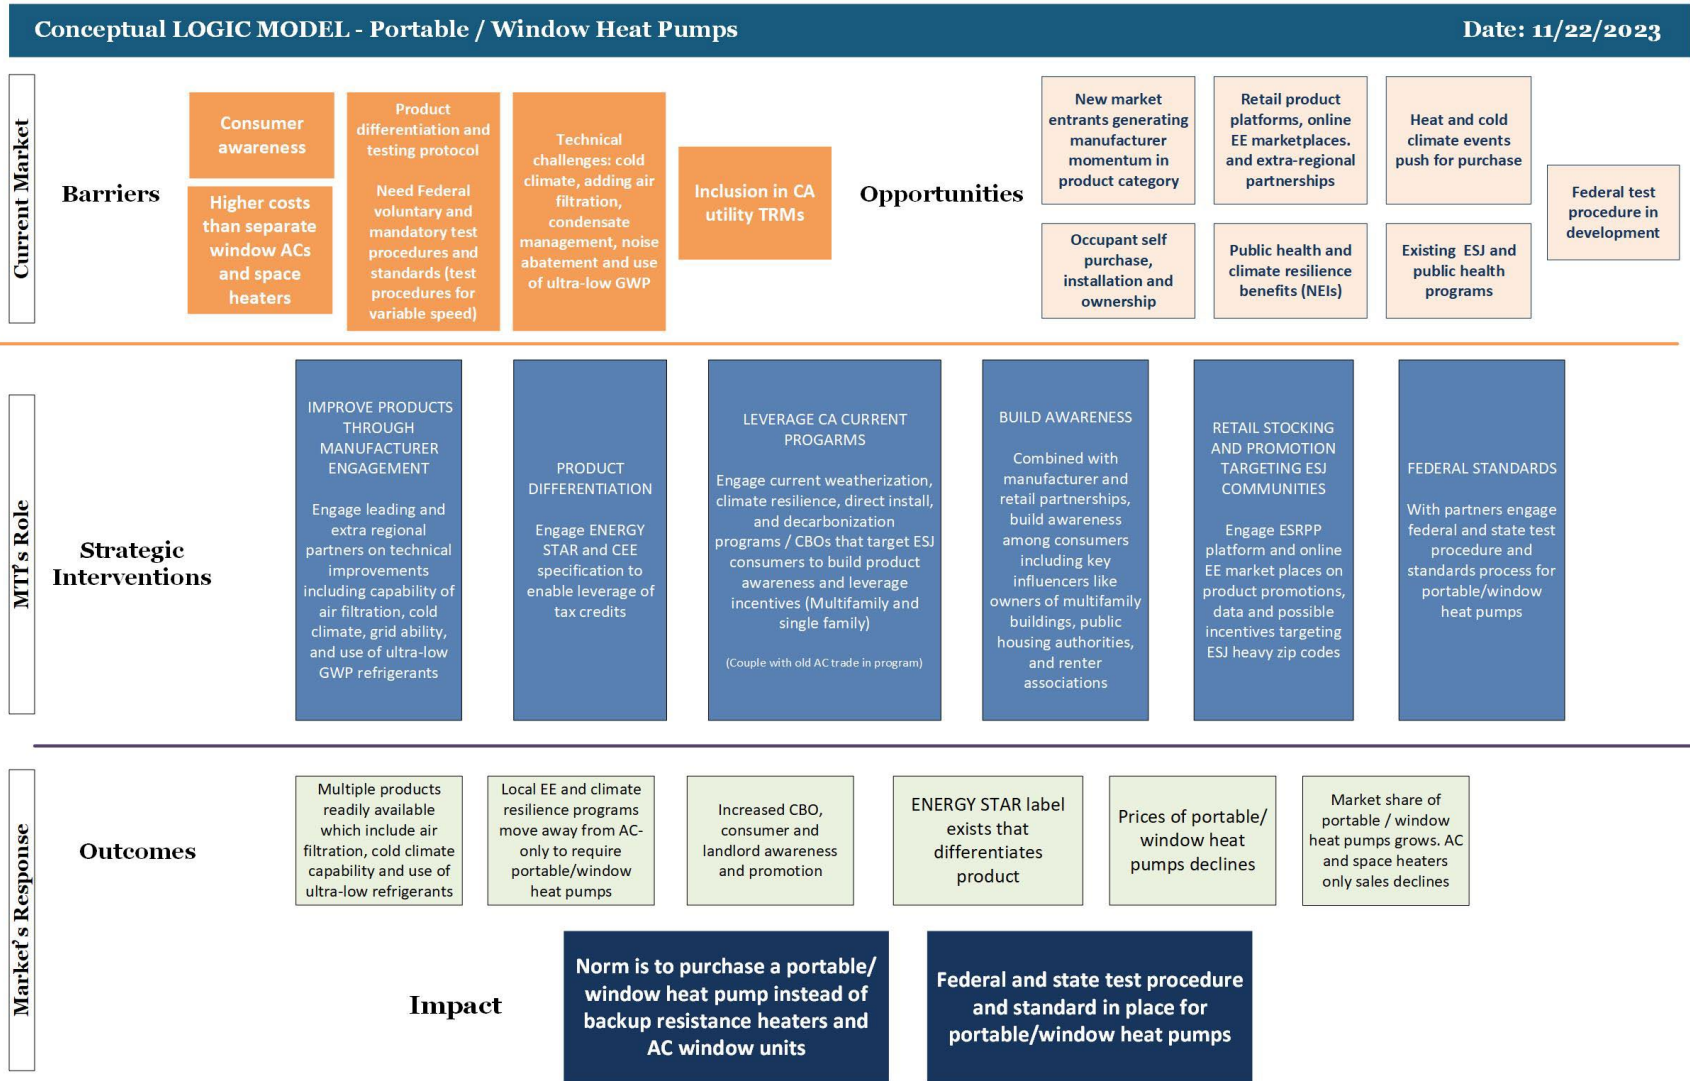 Conceptual LOGIC MODEL - Portable / Window Heat Pumps
Date: 11/22/2023
Current Market
Barriers
Consumer
awareness
Higher costs
than separate
window ACs
and space
heaters
Product
differentiation and
testing protocol
Need Federal
voluntary and
mandatory test
procedures and
standards (test
procedures for
variable speed)
Technical
challenges: cold
climate, adding air
filtration,
condensate
management, noise
abatement and use
of ultra-low GWP
Inclusion in CA
utility TRMs
Opportunities
New market
entrants generating
manufacturer
momentum in
product category
Retail product
platforms, online
EE marketplaces.
and extra-regional
partnerships
Heat and cold
climate events
push for purchase
Occupant self
purchase,
installation and
ownership
Public health and
climate resilience
benefits (NEIs)
Existing ESJ and
public health
programs
Federal test
procedure in
development
MTI's Role
Strategic
Interventions
IMPROVE PRODUCTS
THROUGH
MANUFACTURER
ENGAGEMENT
Engage leading and
extra regional
partners on technical
improvements
including capability of
air filtration, cold
climate, grid ability,
and use of ultra-low
GWP refrigerants
PRODUCT
DIFFERENTIATION
Engage ENERGY
STAR and CEE
specification to
enable leverage of
tax credits
LEVERAGE CA CURRENT
PROGARMS
Engage current weatherization,
climate resilience, direct install,
and decarbonization
programs / CBOs that target ESJ
consumers to build product
awareness and leverage
incentives (Multifamily and
single family)
(Couple with old AC trade in program)
BUILD AWARENESS
Combined with
manufacturer and
retail partnerships,
build awareness
among consumers
including key
influencers like
owners of multifamily
buildings, public
housing authorities,
and renter
associations
RETAIL STOCKING
AND PROMOTION
TARGETING ESJ
COMMUNITIES
Engage ESRPP
platform and online
EE market places on
product promotions,
data and possible
incentives targeting
ESJ heavy zip codes
FEDERAL STANDARDS
With partners engage
federal and state test
procedure and
standards process for
portable/window
heat pumps
Market's Response
Outcomes
Multiple products
readily available
which include air
filtration, cold climate
capability and use of
ultra-low refrigerants
Local EE and climate
resilience programs
move away from AC-
only to require
portable/window
heat pumps
Increased CBO,
consumer and
landlord awareness
and promotion
ENERGY STAR label
exists that
differentiates
product
Prices of portable/
window heat
pumps declines
Market share of
portable / window
heat pumps grows. AC
and space heaters
only sales declines
Impact
Norm is to purchase a portable/
window heat pump instead of
backup resistance heaters and
AC window units
Federal and state test procedure
and standard in place for
portable/window heat pumps